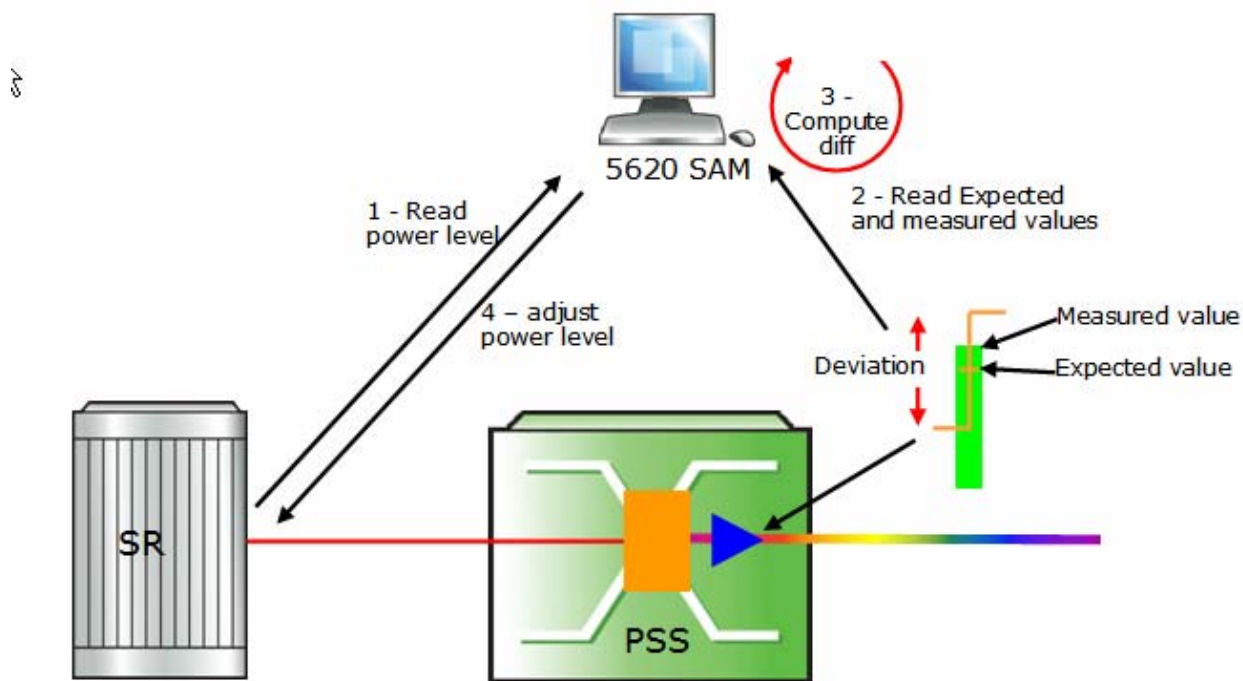 3 -
Compute
diff
5620 SAM
1 - Read
power level
2 - Read Expected
and measured values
4 – adjust
power level
Measured value
Deviation
Expected value
SR
PSS